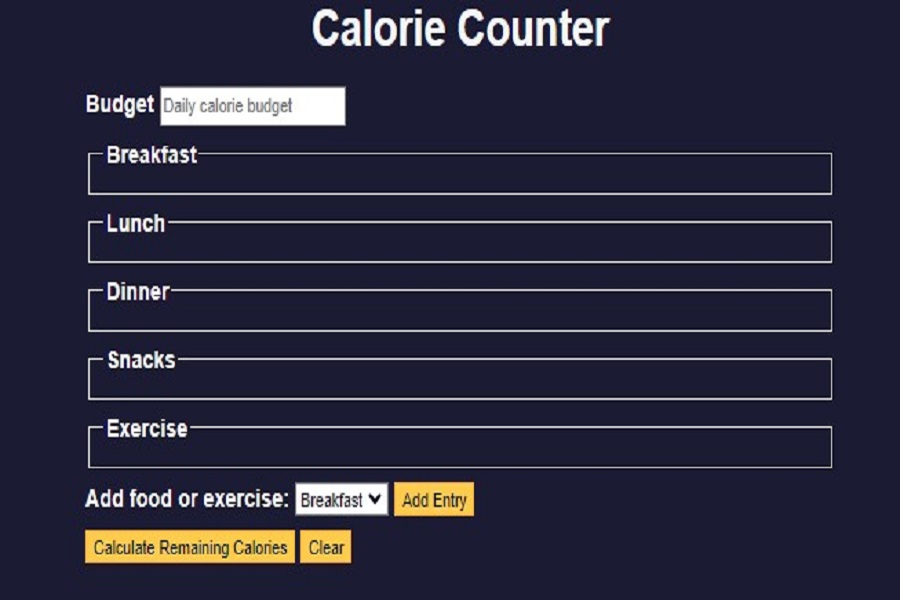 Calorie Counter
Budget Daily calorie budget
Breakfast
Lunch
Dinner
Snacks
Exercise
Add food or exercise: Breakfast Add Entry
Calculate Remaining Calories Clear